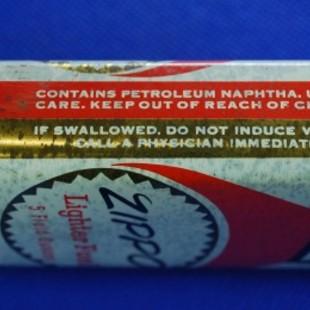 CONTAINS PETROLEUM NAPHTHA. U
CARE. KEEP OUT OF REACH OF C
IF SWALLOWED. DO NOT INDUCE V
CALL A PHYSICIAN IMMEDIAT
ZIPPO
Lighter